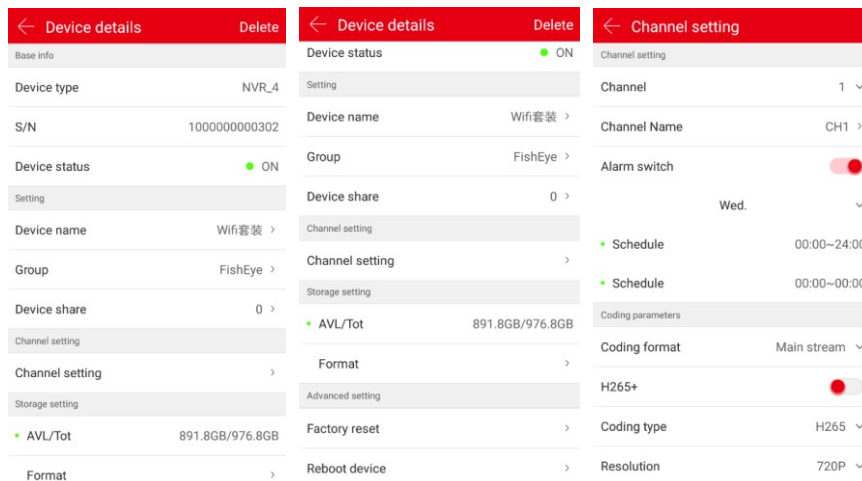 Device details Delete
Base info
Device type NVR_4
S/N 1000000000302
Device status ON
Setting
Device name Wifi套装
Group FishEye
Device share 0
Channel setting
Channel setting
Storage setting
AVL/Tot 891.8GB/976.8GB
Format
Device details Delete
Device status ON
Setting
Device name Wifi套装
Group FishEye
Device share 0
Channel setting
Channel setting
Storage setting
AVL/Tot 891.8GB/976.8GB
Format
Advanced setting
Factory reset
Reboot device
Channel setting
Channel setting
Channel 1
Channel Name CH1
Alarm switch
Wed.
Schedule 00:00~24:00
Schedule 00:00~00:00
Coding parameters
Coding format Main stream
H265+
Coding type H265
Resolution 720P